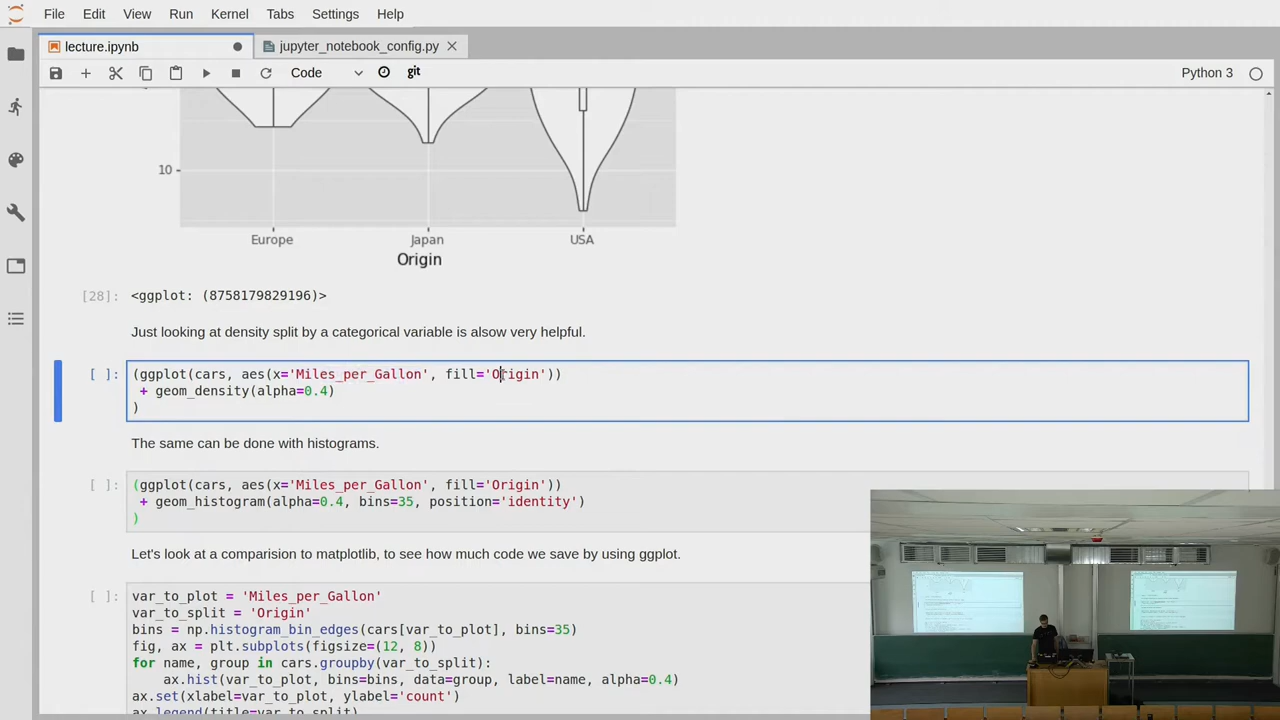 File Edit View Run Kernel Tabs Settings Help
lecture.ipynb
jupyter_notebook_config.py
Code
git
Python 3
10
Europe Japan USA
Origin
[28]: <ggplot: (8758179829196)>
Just looking at density split by a categorical variable is alsow very helpful.
[ ]: (ggplot(cars, aes(x='Miles_per_Gallon', fill='Origin'))
+ geom_density(alpha=0.4)
)
The same can be done with histograms.
[ ]: (ggplot(cars, aes(x='Miles_per_Gallon', fill='Origin'))
+ geom_histogram(alpha=0.4, bins=35, position='identity')
)
Let's look at a comparision to matplotlib, to see how much code we save by using ggplot.
[ ]: var_to_plot = 'Miles_per_Gallon'
var_to_split = 'Origin'
bins = np.histogram_bin_edges(cars[var_to_plot], bins=35)
fig, ax = plt.subplots(figsize=(12, 8))
for name, group in cars.groupby(var_to_split):
ax.hist(var_to_plot, bins=bins, data=group, label=name, alpha=0.4)
ax.set(xlabel=var_to_plot, ylabel='count')
ax.legend(title=var_to_split)